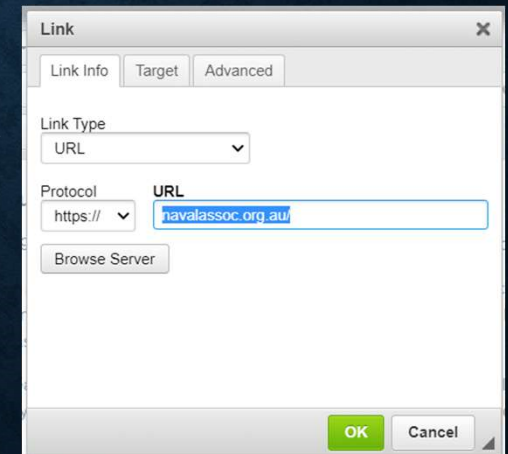 Link
Link Info Target Advanced
Link Type
URL
Protocol URL
https:// navalassoc.org.au/
Browse Server
OK Cancel